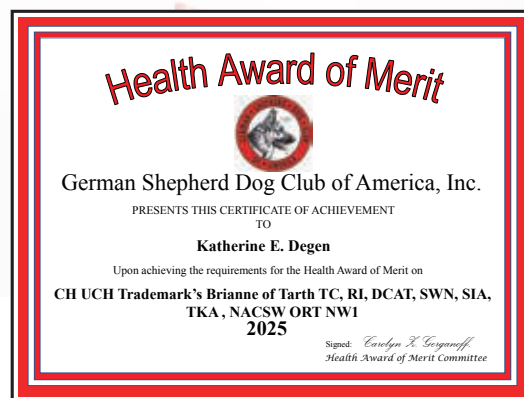 Health Award of Merit
German Shepherd Dog Club of America, Inc.
PRESENTS THIS CERTIFICATE OF ACHIEVEMENT
TO
Katherine E. Degen
Upon achieving the requirements for the Health Award of Merit on
CH UCH Trademark's Brianne of Tarth TC, RI, DCAT, SWN, SIA,
TKA , NACSW ORT NW1
2025
Signed: Carolyn Z. Gerganoff.
Health Award of Merit Committee